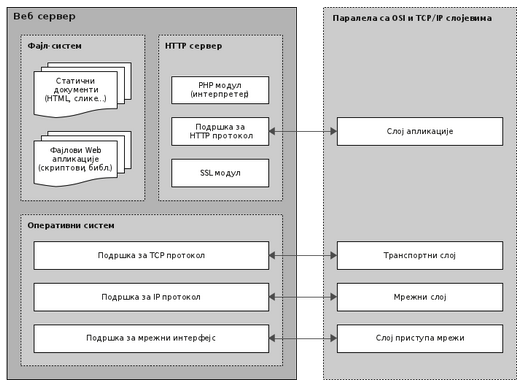 Веб сервер
Фајл-систем
Статични
документи
(HTML, слике...)
Фајлови Web
апликације
(скриптови, библ.)
HTTP сервер
PHP модул
(интерпретер)
Подршка за
HTTP протокол
SSL модул
Оперативни систем
Подршка за TCP протокол
Подршка за IP протокол
Подршка за мрежни интерфејс
Паралела са OSI и TCP/IP слојевима
Слој апликације
Транспортни слој
Мрежни слој
Слој приступа мрежи